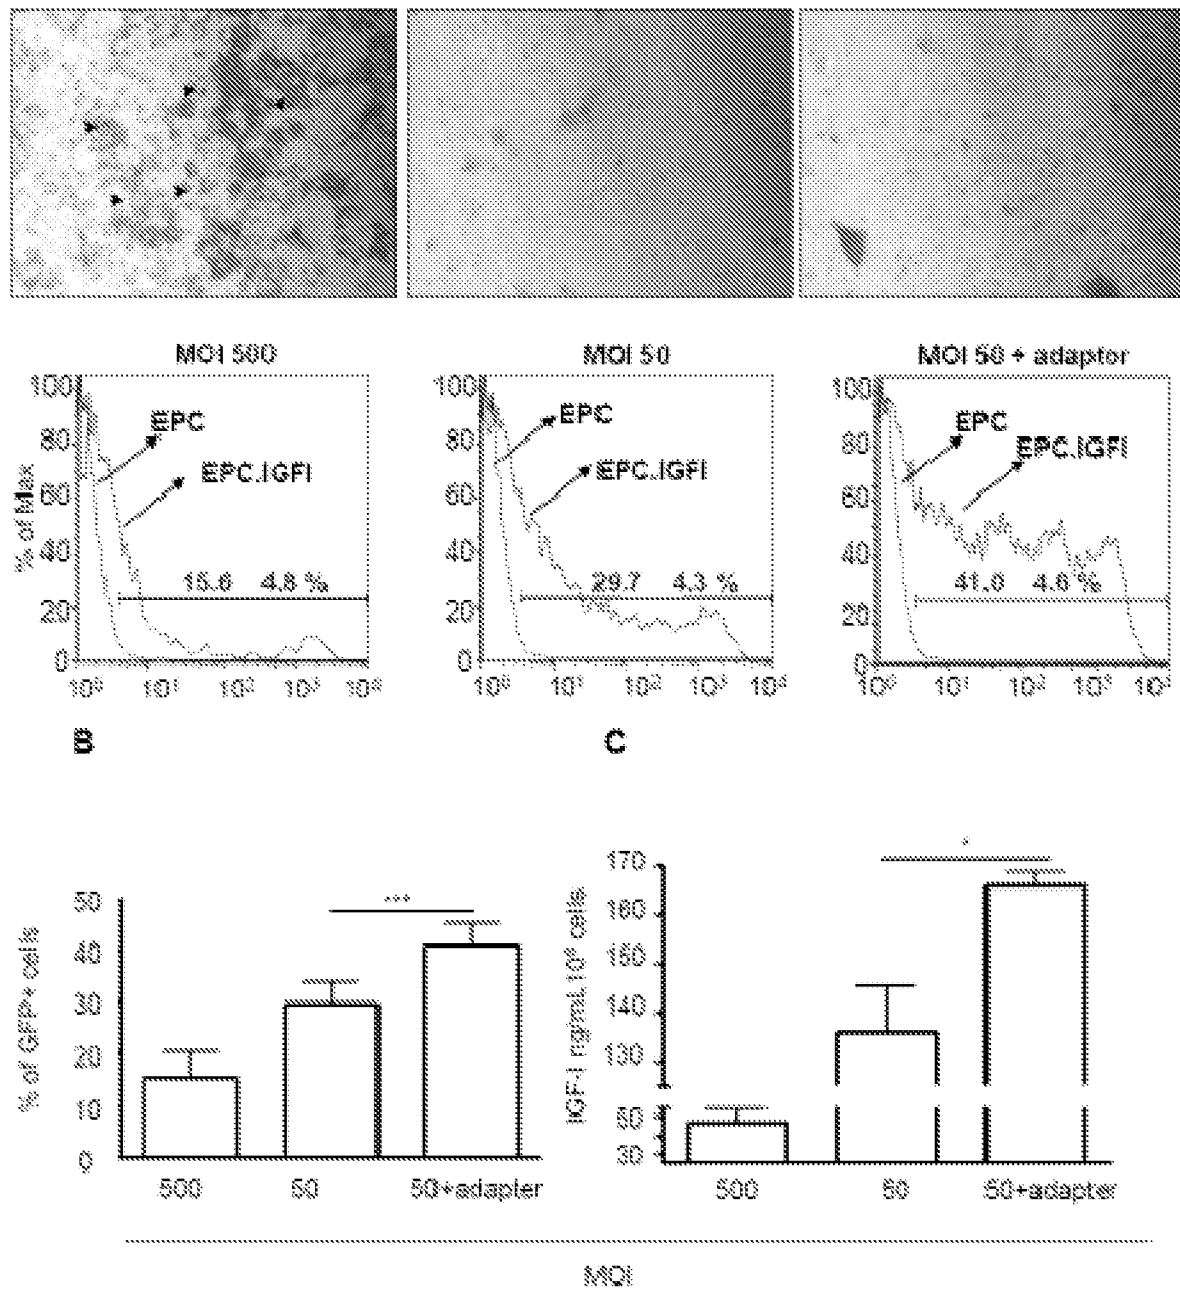 MOI 500
MOI 50
MOI 50 + adapter
% of Max
100
80
60
40
20
0
EPC
EPC.IGFI
15.6 4.8 %
10⁰ 10¹ 10² 10³ 10⁴
100
80
60
40
20
0
EPC
EPC.IGFI
29.7 4.3 %
10⁰ 10¹ 10² 10³ 10⁴
100
80
60
40
20
0
EPC
EPC.IGFI
41.0 4.6 %
10⁰ 10¹ 10² 10³ 10⁴
B
C
% of GFP+ cells
50
40
30
20
10
0
***
500 50 50+adapter
IGF-I ng/mL.10⁶ cells
170
160
150
140
130
50
30
*
500 50 50+adapter
MOI